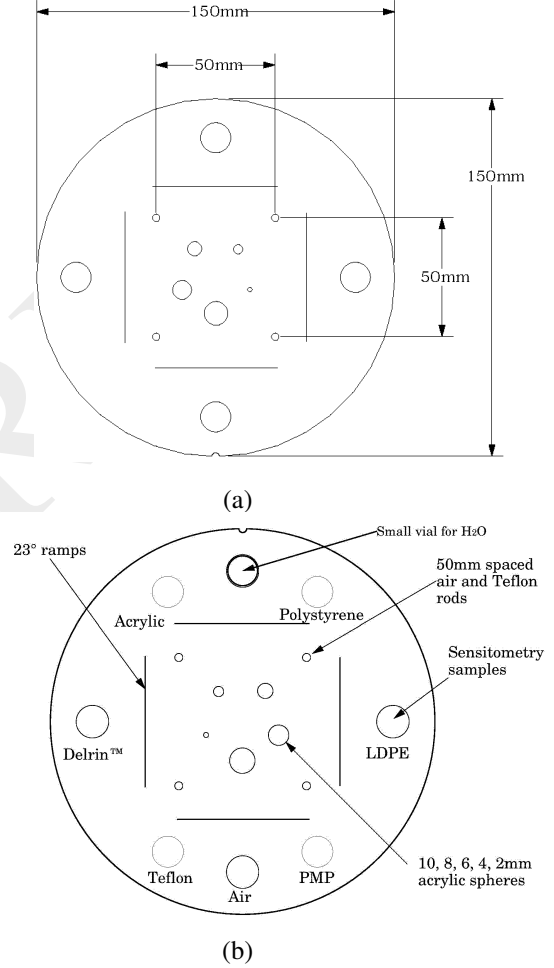 150mm
50mm
150mm
50mm
(a)
Small vial for H2O
23° ramps
50mm spaced
air and Teflon
rods
Acrylic
Polystyrene
Sensitometry
samples
Delrin™
LDPE
Teflon
Air
PMP
10, 8, 6, 4, 2mm
acrylic spheres
(b)